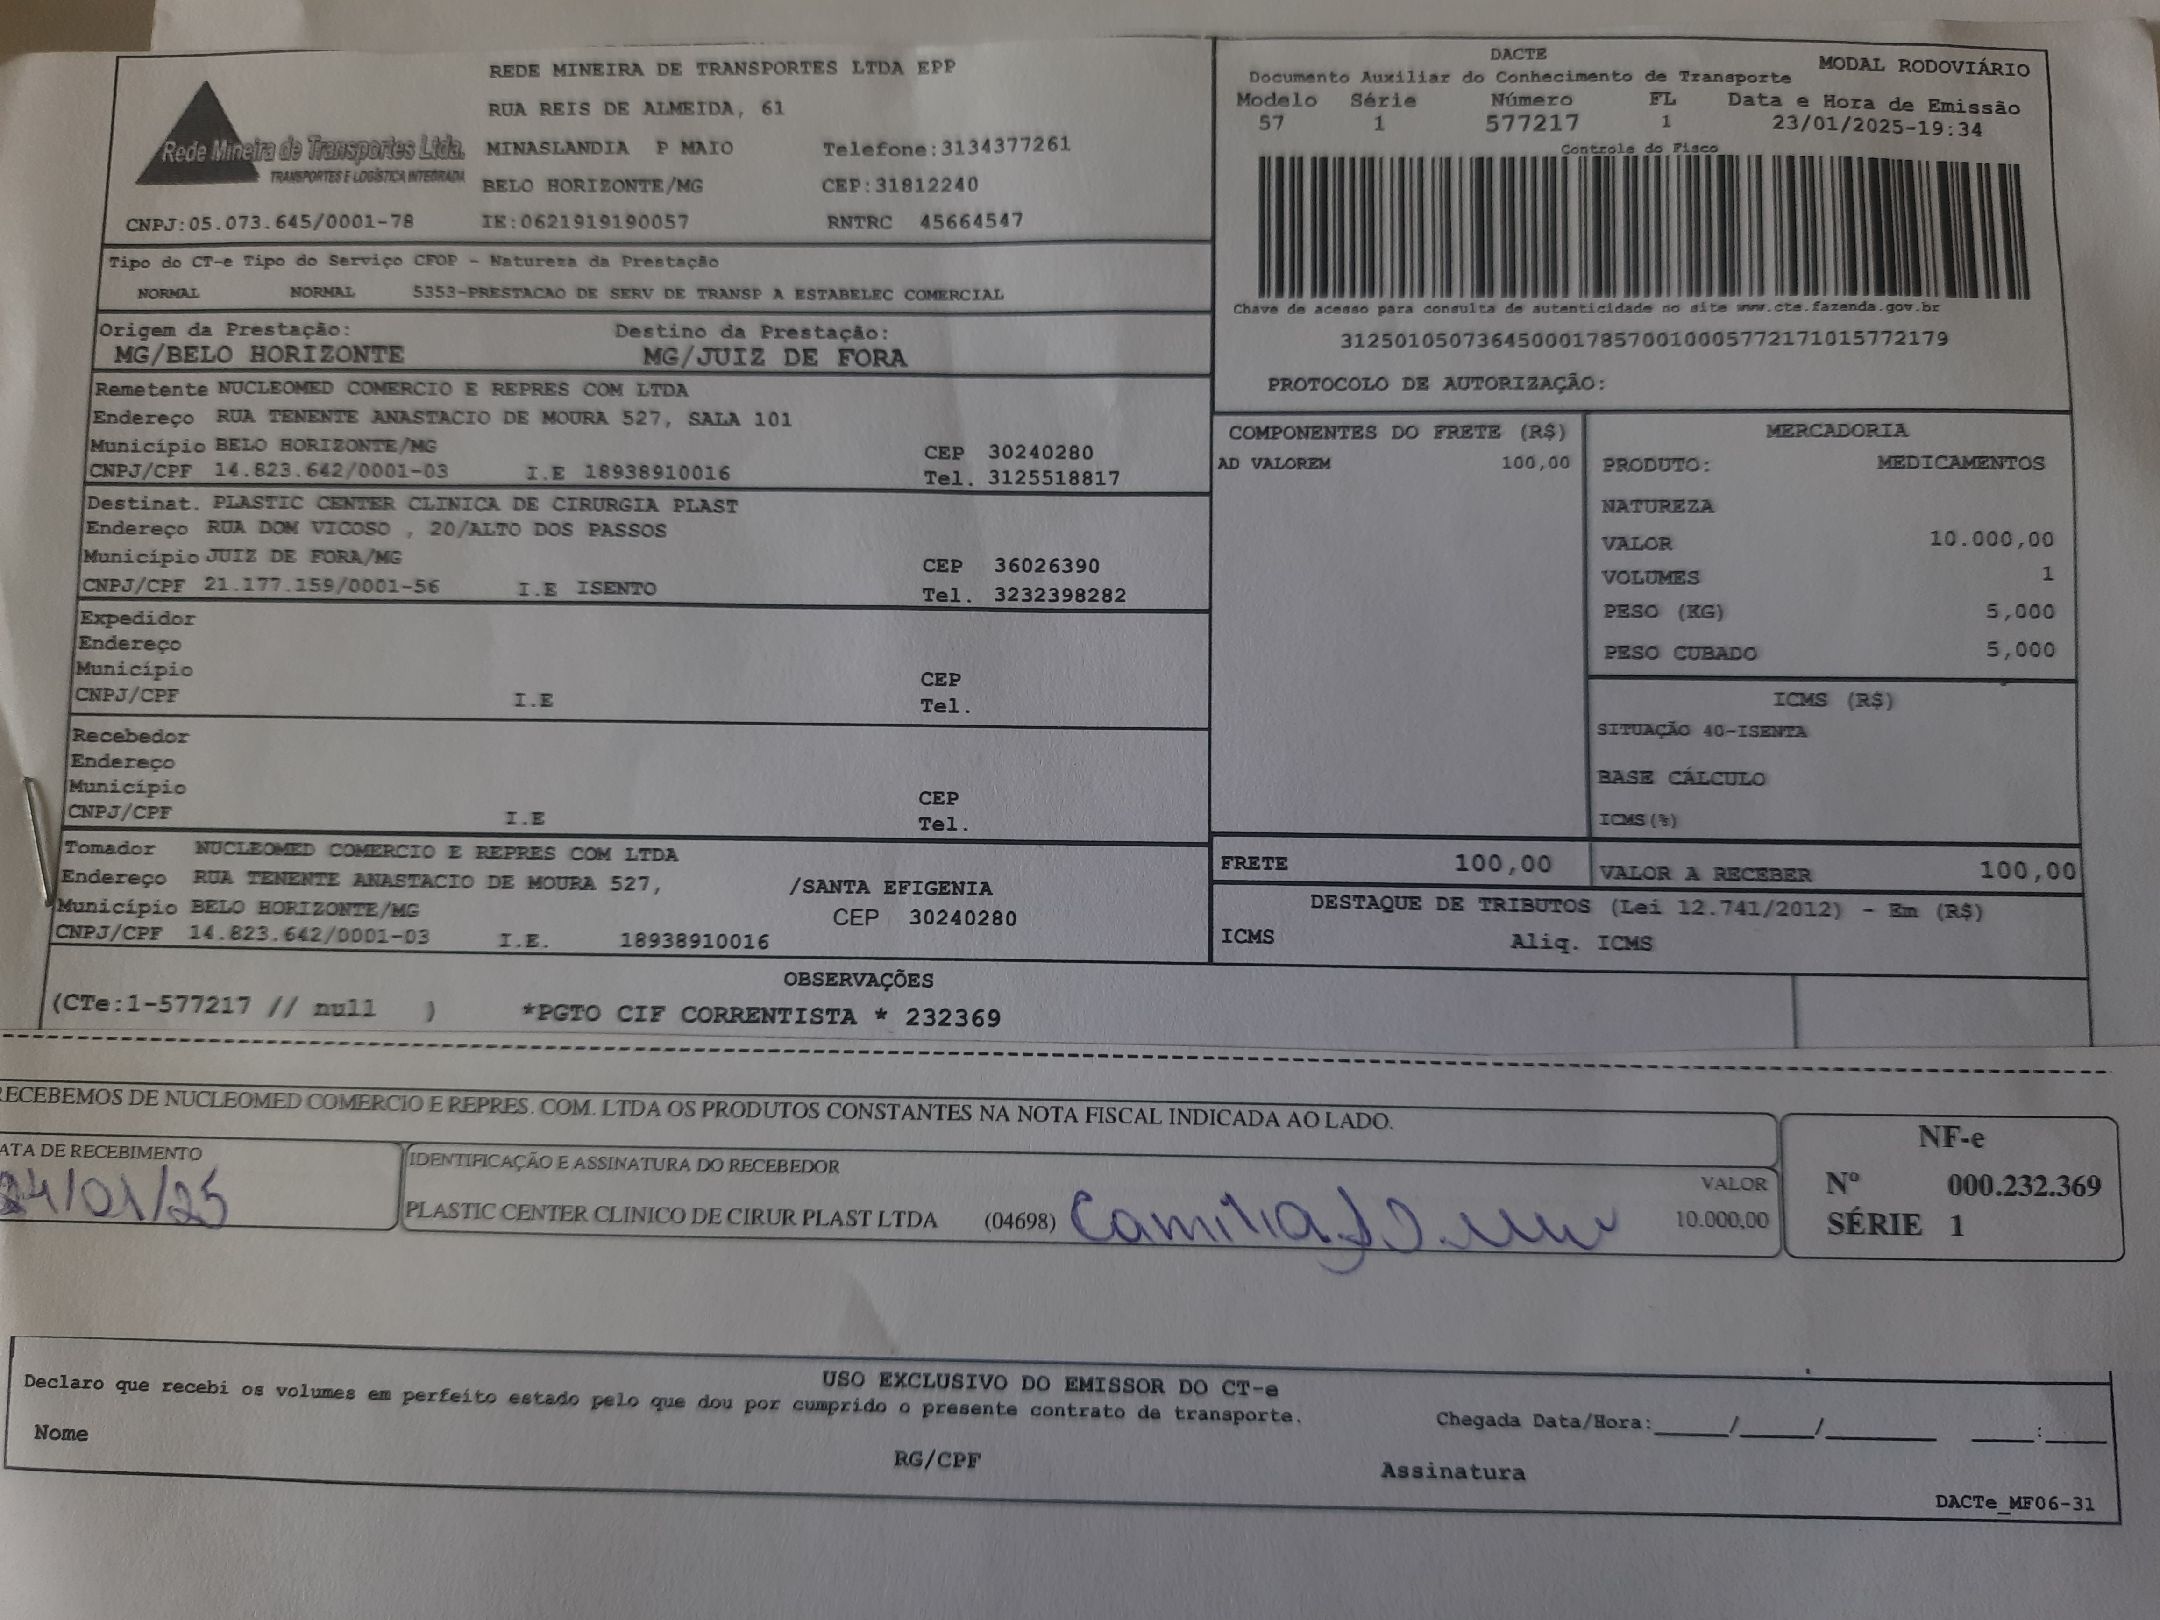 Rede Mineira de Transportes Ltda.
TRANSPORTES E LOGÍSTICA INTEGRADA
REDE MINEIRA DE TRANSPORTES LTDA EPP
RUA REIS DE ALMEIDA, 61
MINASLANDIA P MAIO Telefone:3134377261
BELO HORIZONTE/MG CEP:31812240
CNPJ:05.073.645/0001-78 IE:0621919190057 RNTRC 45664547
DACTE
Documento Auxiliar do Conhecimento de Transporte MODAL RODOVIÁRIO
Modelo Série Número FL Data e Hora de Emissão
57 1 577217 1 23/01/2025-19:34
Controle do Fisco
Chave de acesso para consulta de autenticidade no site www.cte.fazenda.gov.br
31250105073645000178570010005772171015772179
PROTOCOLO DE AUTORIZAÇÃO:
Tipo do CT-e Tipo do Serviço CFOP - Natureza da Prestação
NORMAL NORMAL 5353-PRESTACAO DE SERV DE TRANSP A ESTABELEC COMERCIAL
Origem da Prestação: Destino da Prestação:
MG/BELO HORIZONTE MG/JUIZ DE FORA
Remetente NUCLEOMED COMERCIO E REPRES COM LTDA
Endereço RUA TENENTE ANASTACIO DE MOURA 527, SALA 101
Município BELO HORIZONTE/MG CEP 30240280
CNPJ/CPF 14.823.642/0001-03 I.E 18938910016 Tel. 3125518817
Destinat. PLASTIC CENTER CLINICA DE CIRURGIA PLAST
Endereço RUA DOM VICOSO , 20/ALTO DOS PASSOS
Município JUIZ DE FORA/MG CEP 36026390
CNPJ/CPF 21.177.159/0001-56 I.E ISENTO Tel. 3232398282
Expedidor
Endereço
Município CEP
CNPJ/CPF I.E Tel.
Recebedor
Endereço
Município CEP
CNPJ/CPF I.E Tel.
Tomador NUCLEOMED COMERCIO E REPRES COM LTDA
Endereço RUA TENENTE ANASTACIO DE MOURA 527, /SANTA EFIGENIA
Município BELO HORIZONTE/MG CEP 30240280
CNPJ/CPF 14.823.642/0001-03 I.E. 18938910016
COMPONENTES DO FRETE (R$)
AD VALOREM 100,00
MERCADORIA
PRODUTO: MEDICAMENTOS
NATUREZA
VALOR 10.000,00
VOLUMES 1
PESO (KG) 5,000
PESO CUBADO 5,000
ICMS (R$)
SITUAÇÃO 40-ISENTA
BASE CÁLCULO
ICMS(%)
FRETE 100,00 VALOR A RECEBER 100,00
DESTAQUE DE TRIBUTOS (Lei 12.741/2012) - Em (R$)
ICMS Aliq. ICMS
OBSERVAÇÕES
(CTe:1-577217 // null ) *PGTO CIF CORRENTISTA * 232369
RECEBEMOS DE NUCLEOMED COMERCIO E REPRES. COM. LTDA OS PRODUTOS CONSTANTES NA NOTA FISCAL INDICADA AO LADO.
ATA DE RECEBIMENTO
24/01/25
IDENTIFICAÇÃO E ASSINATURA DO RECEBEDOR VALOR
PLASTIC CENTER CLINICO DE CIRUR PLAST LTDA (04698) Camila 10.000,00
NF-e
Nº 000.232.369
SÉRIE 1
USO EXCLUSIVO DO EMISSOR DO CT-e
Declaro que recebi os volumes em perfeito estado pelo que dou por cumprido o presente contrato de transporte.
Chegada Data/Hora:_____/_____/_______ ____:____
Nome RG/CPF Assinatura
DACTe_MF06-31